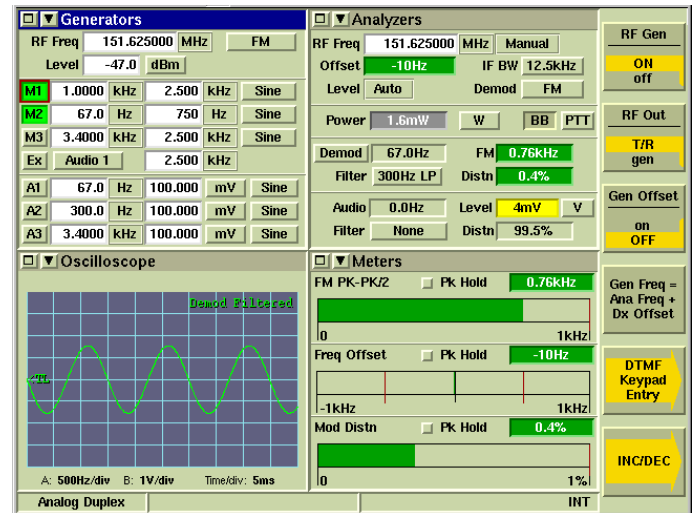 Generators
RF Freq 151.625000 MHz FM
Level -47.0 dBm
M1 1.0000 kHz 2.500 kHz Sine
M2 67.0 Hz 750 Hz Sine
M3 3.4000 kHz 2.500 kHz Sine
Ex Audio 1 2.500 kHz
A1 67.0 Hz 100.000 mV Sine
A2 300.0 Hz 100.000 mV Sine
A3 3.4000 kHz 100.000 mV Sine
Analyzers
RF Freq 151.625000 MHz Manual
Offset -10Hz IF BW 12.5kHz
Level Auto Demod FM
Power 1.6mW W BB PTT
Demod 67.0Hz FM 0.76kHz
Filter 300Hz LP Distn 0.4%
Audio 0.0Hz Level 4mV V
Filter None Distn 99.5%
Oscilloscope
Demod Filtered
<TL
A: 500Hz/div B: 1V/div Time/div: 5ms
Meters
FM PK-PK/2 Pk Hold 0.76kHz
0 1kHz
Freq Offset Pk Hold -10Hz
-1kHz 1kHz
Mod Distn Pk Hold 0.4%
0 1%
RF Gen
ON
off
RF Out
T/R
gen
Gen Offset
on
OFF
Gen Freq =
Ana Freq +
Dx Offset
DTMF
Keypad
Entry
INC/DEC
Analog Duplex INT